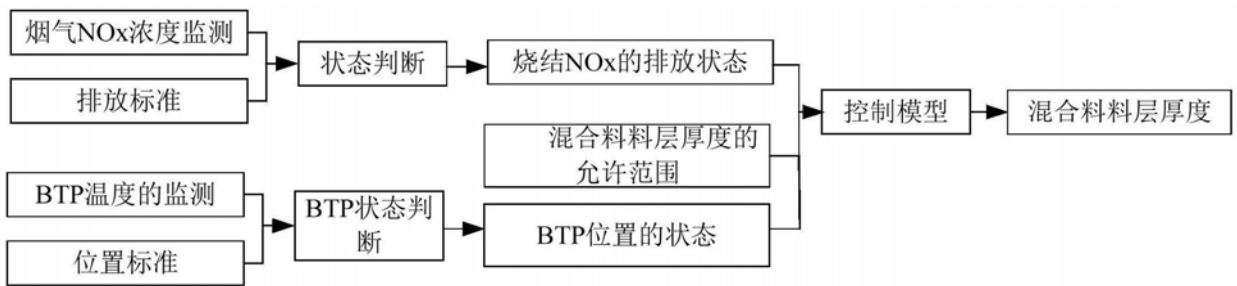 烟气NOx浓度监测
排放标准
状态判断
烧结NOx的排放状态
混合料料层厚度的
允许范围
控制模型
混合料料层厚度
BTP温度的监测
位置标准
BTP状态判
断
BTP位置的状态